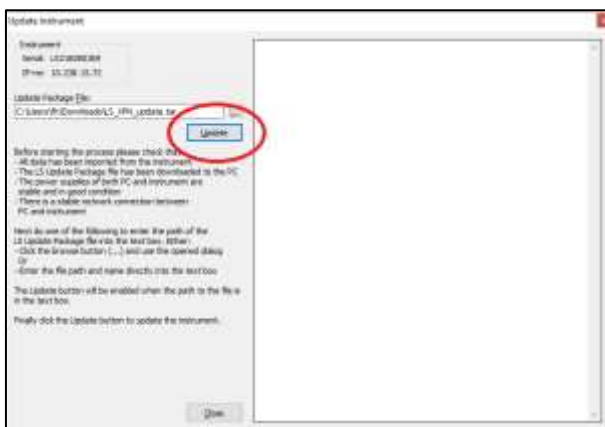 Update Instrument
Instrument
Serial:
IPv4:
Update Package File:
Update
Before starting the process please check that
- All data has been imported from the instrument
- The LS Update Package file has been downloaded to the PC
- The power supplies of both PC and instrument are
stable and in good condition
- There is a stable network connection between
PC and instrument
Next do one of the following to enter the path of the
LS Update Package file into the text box. Either:
- Click the browse button (...) and use the opened dialog
Or
- Enter the file path and name directly into the text box
The Update button will be enabled when the path to the file is
in the text box.
Finally click the Update button to update the instrument.
Close